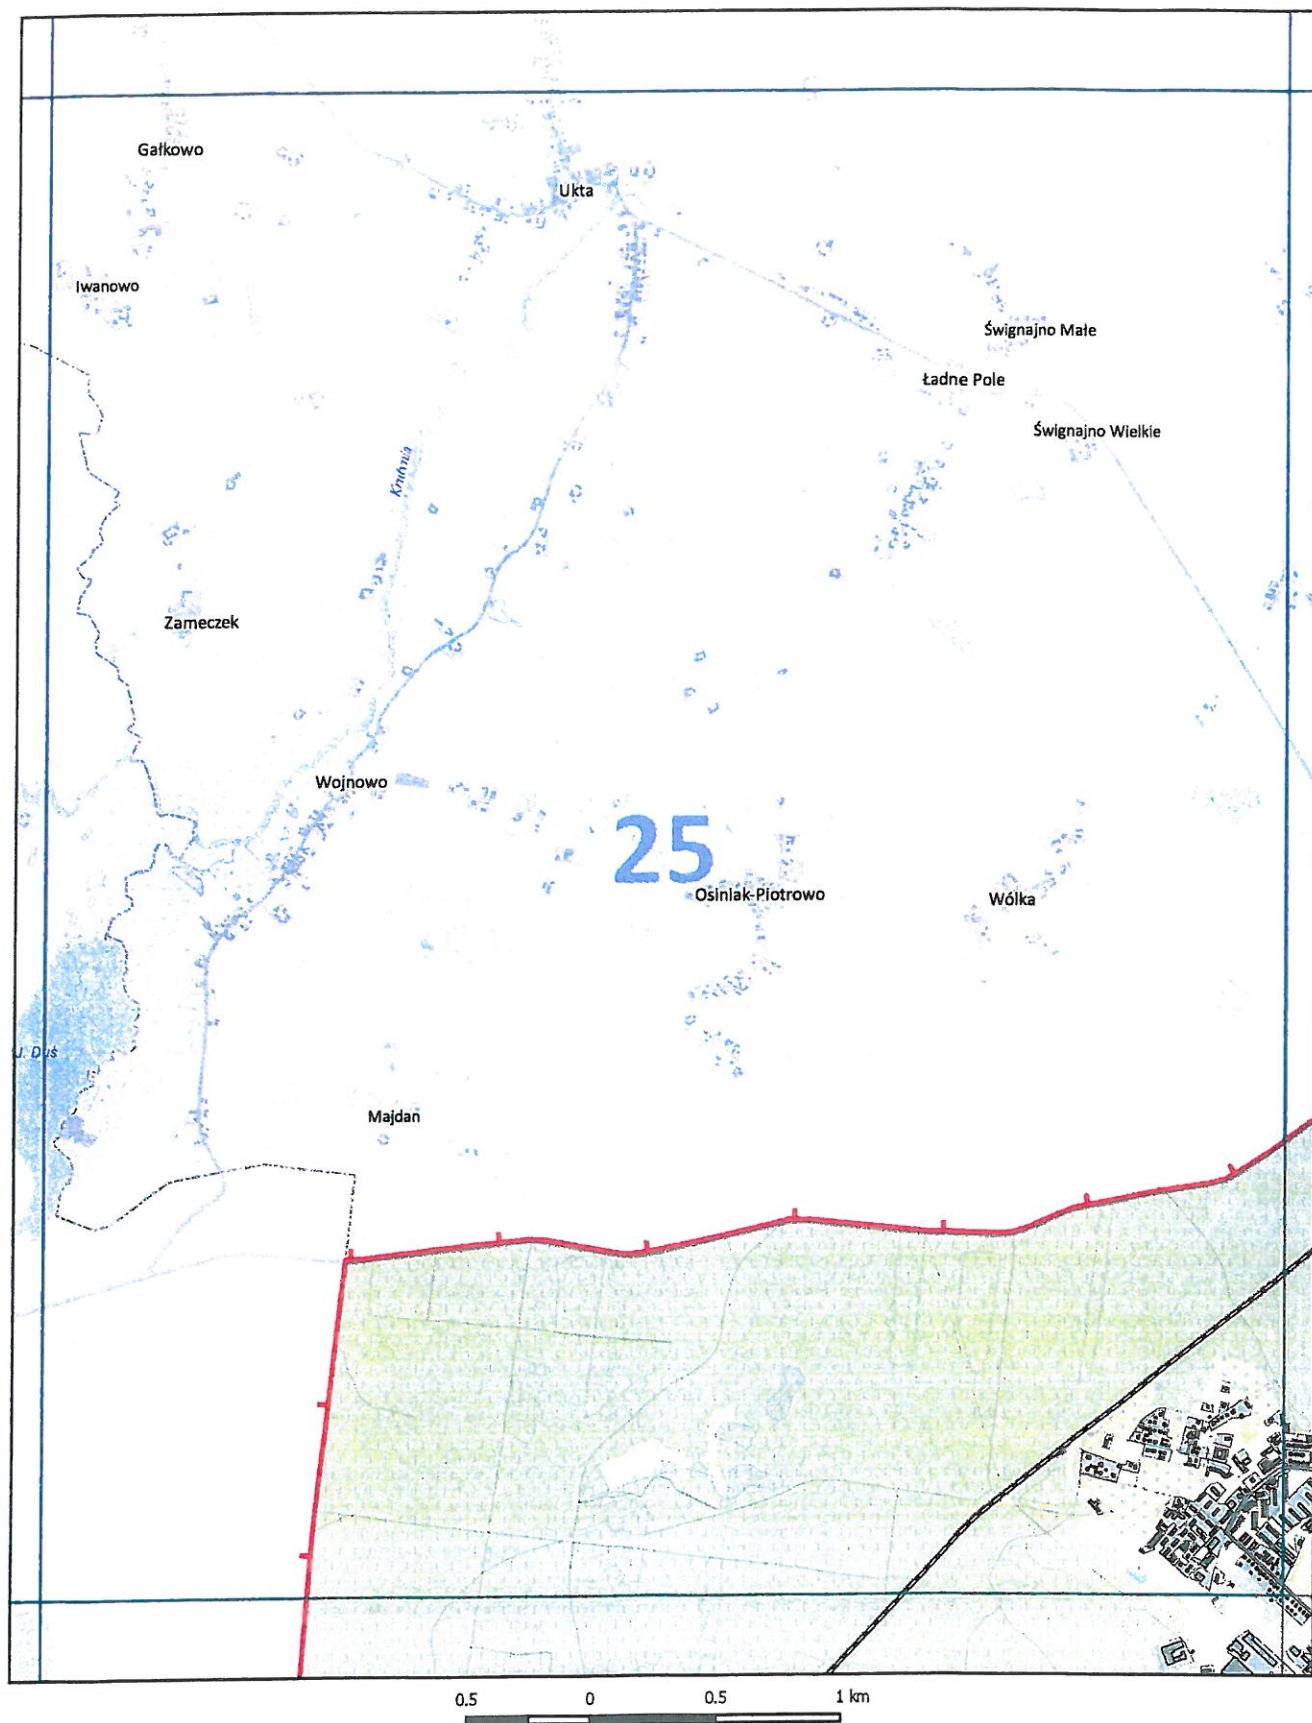 Gałkowo
Ukta
Iwanowo
Śwignajno Małe
Ładne Pole
Śwignajno Wielkie
Krutynia
Zameczek
Wojnowo
25
Osiniak-Piotrowo
Wólka
J. Duś
Majdan
0.5 0 0.5 1 km